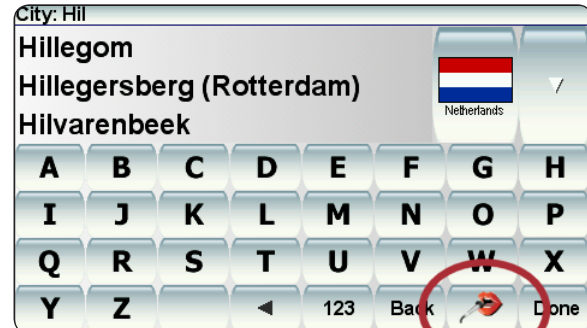 City: Hil
Hillegom
Hillegersberg (Rotterdam)
Hilvarenbeek
Netherlands
A B C D E F G H
I J K L M N O P
Q R S T U V W X
Y Z 123 Back Done